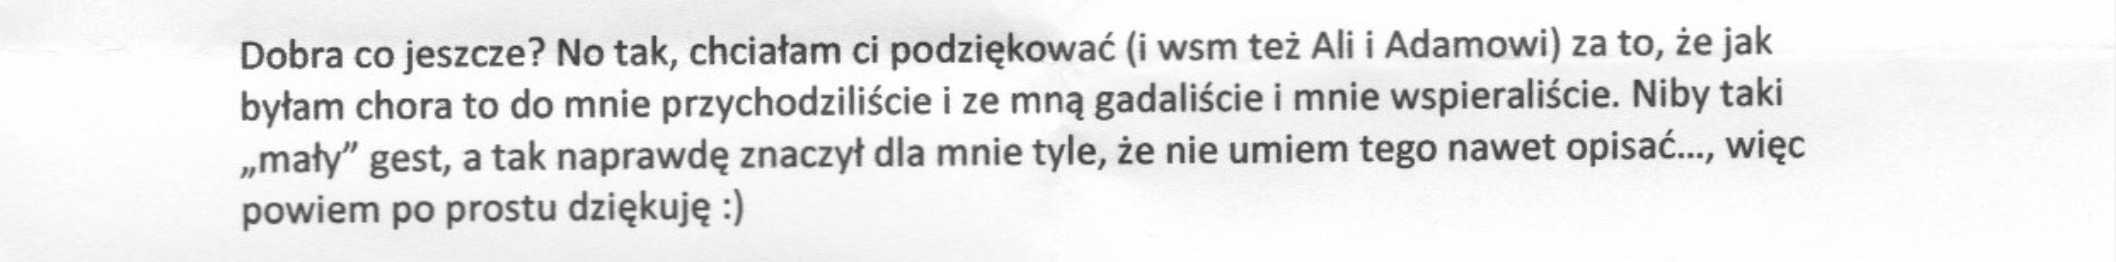 Dobra co jeszcze? No tak, chciałam ci podziękować (i wsm też Ali i Adamowi) za to, że jak
byłam chora to do mnie przychodziliście i ze mną gadaliście i mnie wspieraliście. Niby taki
„mały” gest, a tak naprawdę znaczył dla mnie tyle, że nie umiem tego nawet opisać..., więc
powiem po prostu dziękuję :)